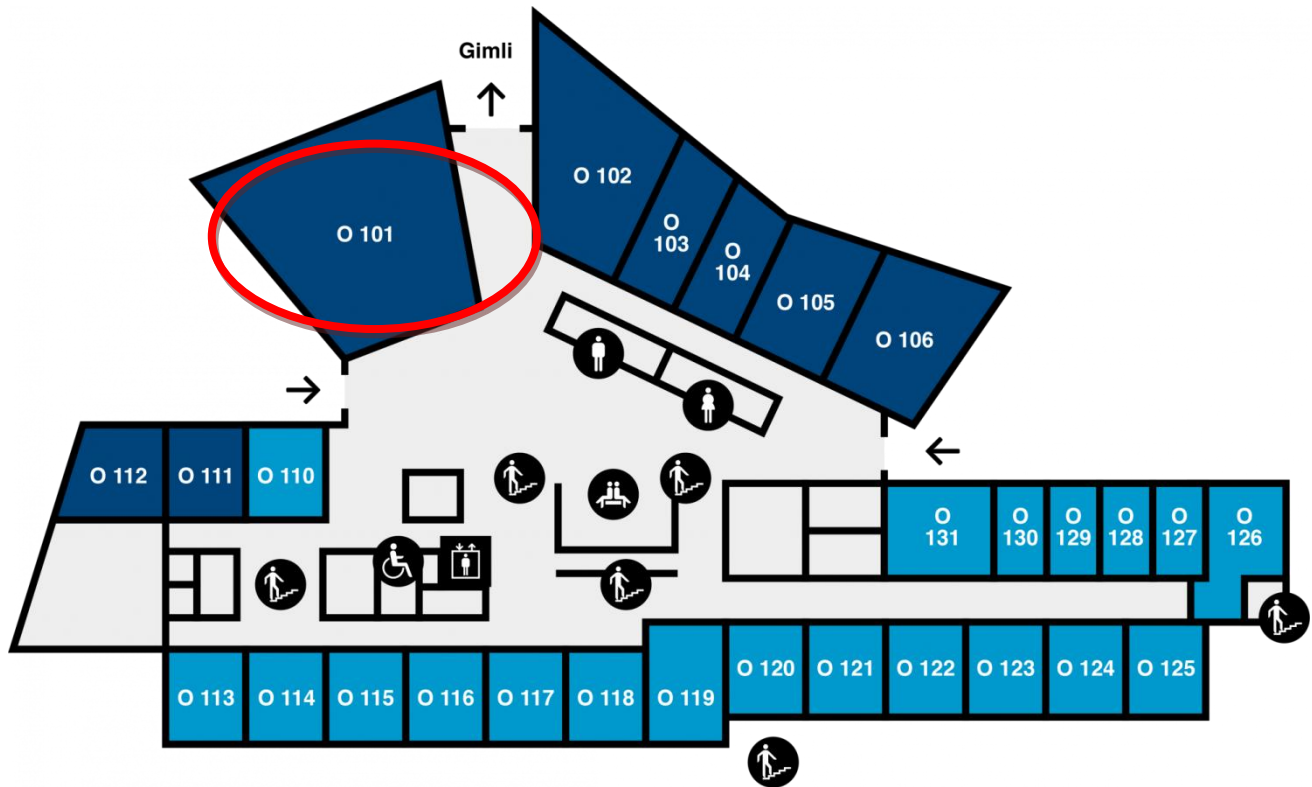 Gimli
O 101
O 102
O
103
O
104
O 105
O 106
O 112
O 111
O 110
O
131
O
130
O
129
O
128
O
127
O
126
O 113
O 114
O 115
O 116
O 117
O 118
O 119
O 120
O 121
O 122
O 123
O 124
O 125